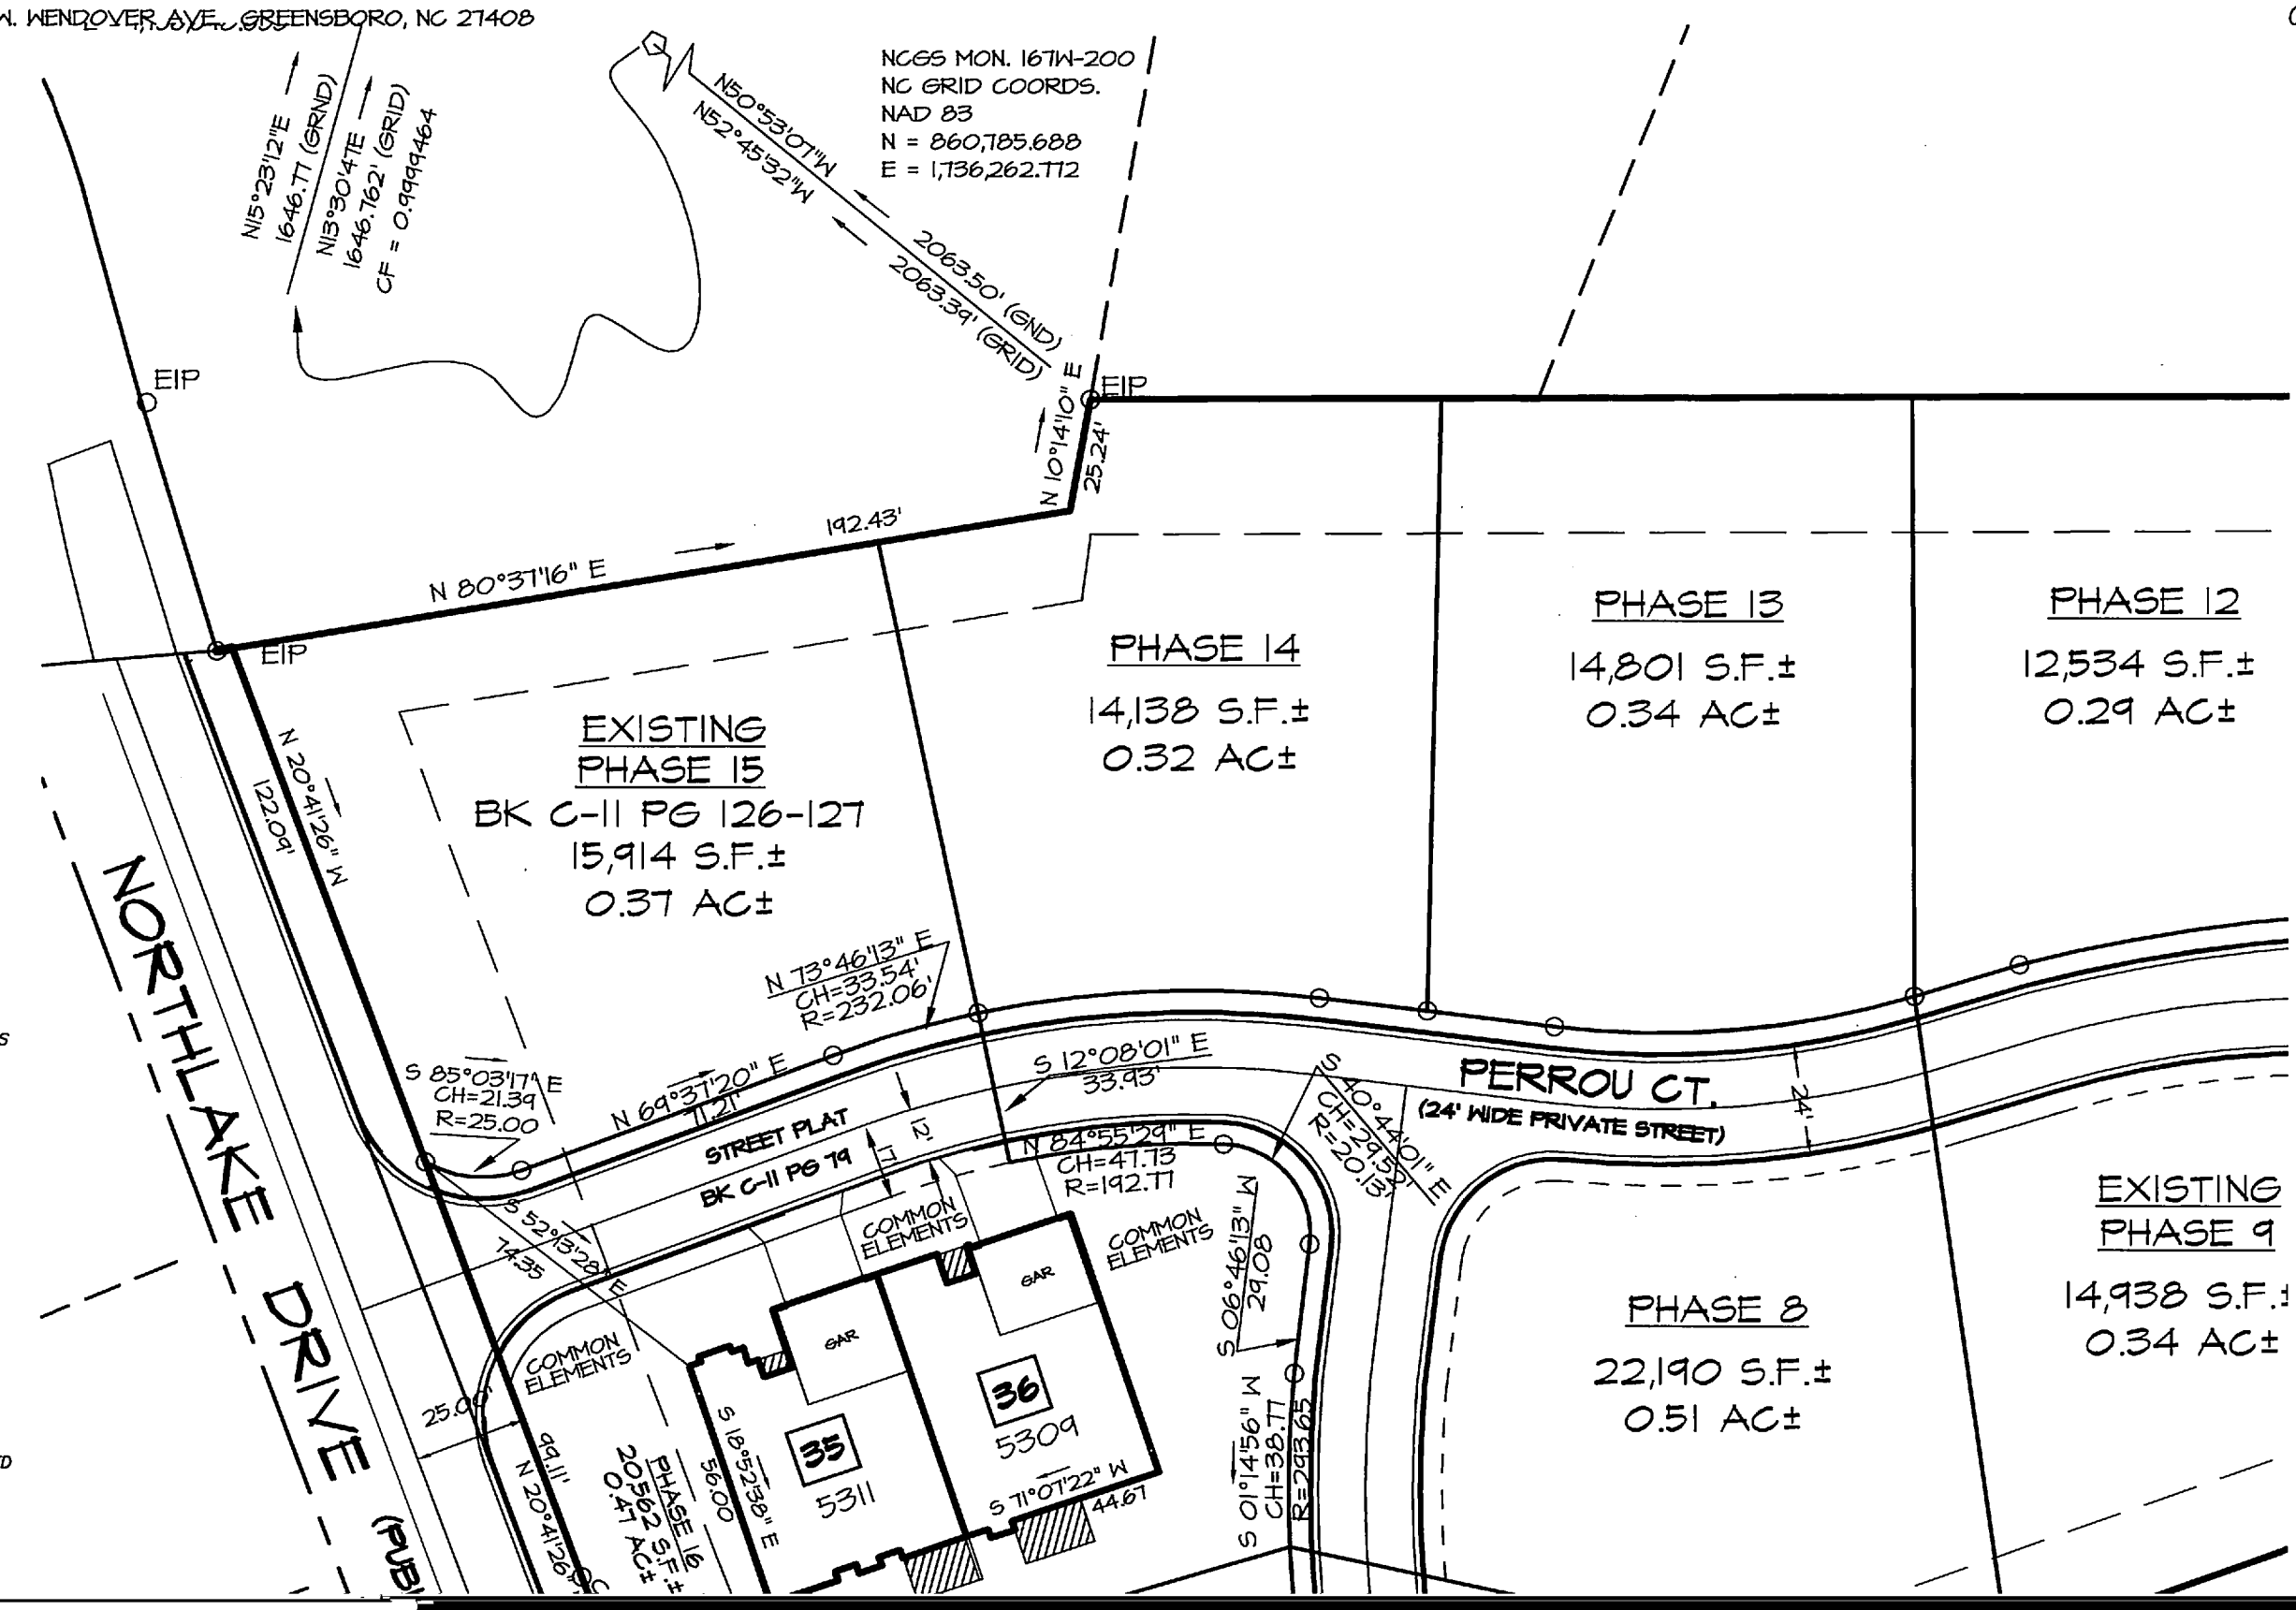 N. WENDOVER AVE. GREENSBORO, NC 27408
N15°23'12"E
1646.77 (GRND)
N13°30'47E
1646.762' (GRID)
CF = 0.9999464
N50°53'07"W
N52°45'32"W
2063.50' (GND)
2063.39' (GRID)
NCGS MON. 167W-200
NC GRID COORDS.
NAD 83
N = 860,785.688
E = 1,736,262.772
EIP
EIP
N 10°14'10" E
25.24'
192.43'
N 80°37'16" E
EIP
N 20°41'26" W
122.09'
EXISTING
PHASE 15
BK C-11 PG 126-127
15,914 S.F.±
0.37 AC±
PHASE 14
14,138 S.F.±
0.32 AC±
PHASE 13
14,801 S.F.±
0.34 AC±
PHASE 12
12,534 S.F.±
0.29 AC±
NORTHLAKE DRIVE
(PUB
N 73°46'13" E
CH=33.54'
R=232.06'
S 85°03'17" E
CH=21.39
R=25.00
N 69°37'20" E
71.21'
STREET PLAT
BK C-11 PG 79
12'
17'
S 12°08'01" E
33.93'
N 84°55'29" E
CH=47.73
R=192.77
S 40°44'01" E
CH=29.52'
R=20.13'
PERROU CT.
(24' WIDE PRIVATE STREET)
24'
S 52°13'28" E
74.35
COMMON
ELEMENTS
COMMON
ELEMENTS
COMMON
ELEMENTS
S 06°46'13" W
29.08
GAR
GAR
35
5311
36
5309
S 18°52'38" E
56.00
S 71°07'22" W
44.67
S 01°14'56" W
CH=38.77
R=293.65
25.00'
99.11'
N 20°41'26"
PHASE 16
20,562 S.F.±
0.47 AC±
PHASE 8
22,190 S.F.±
0.51 AC±
EXISTING
PHASE 9
14,938 S.F.±
0.34 AC±